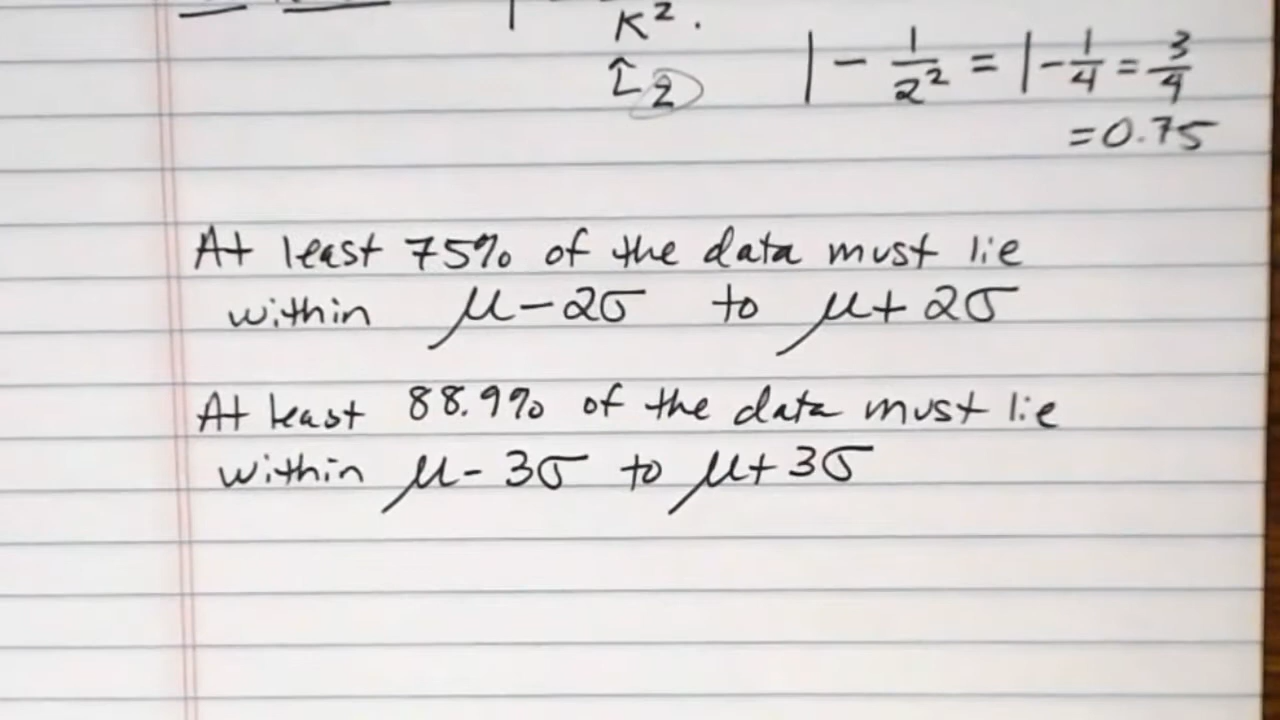 K².
2
1 - 1/2² = 1 - 1/4 = 3/4
= 0.75
At least 75% of the data must lie
within μ - 2σ to μ + 2σ
At least 88.9% of the data must lie
within μ - 3σ to μ + 3σ